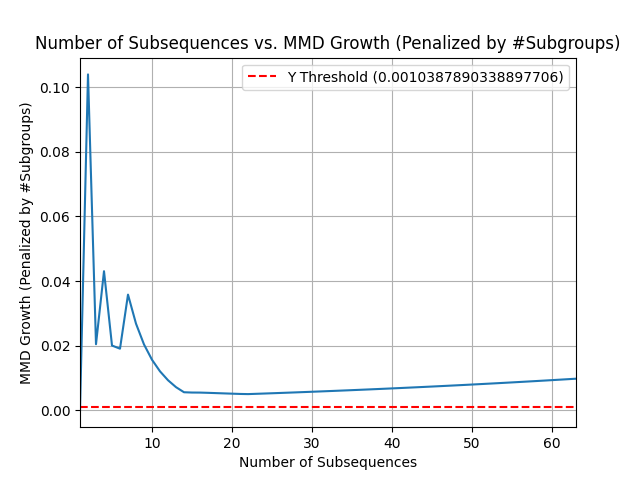 Number of Subsequences vs. MMD Growth (Penalized by #Subgroups)
Y Threshold (0.0010387890338897706)
MMD Growth (Penalized by #Subgroups)
0.10
0.08
0.06
0.04
0.02
0.00
10 20 30 40 50 60
Number of Subsequences